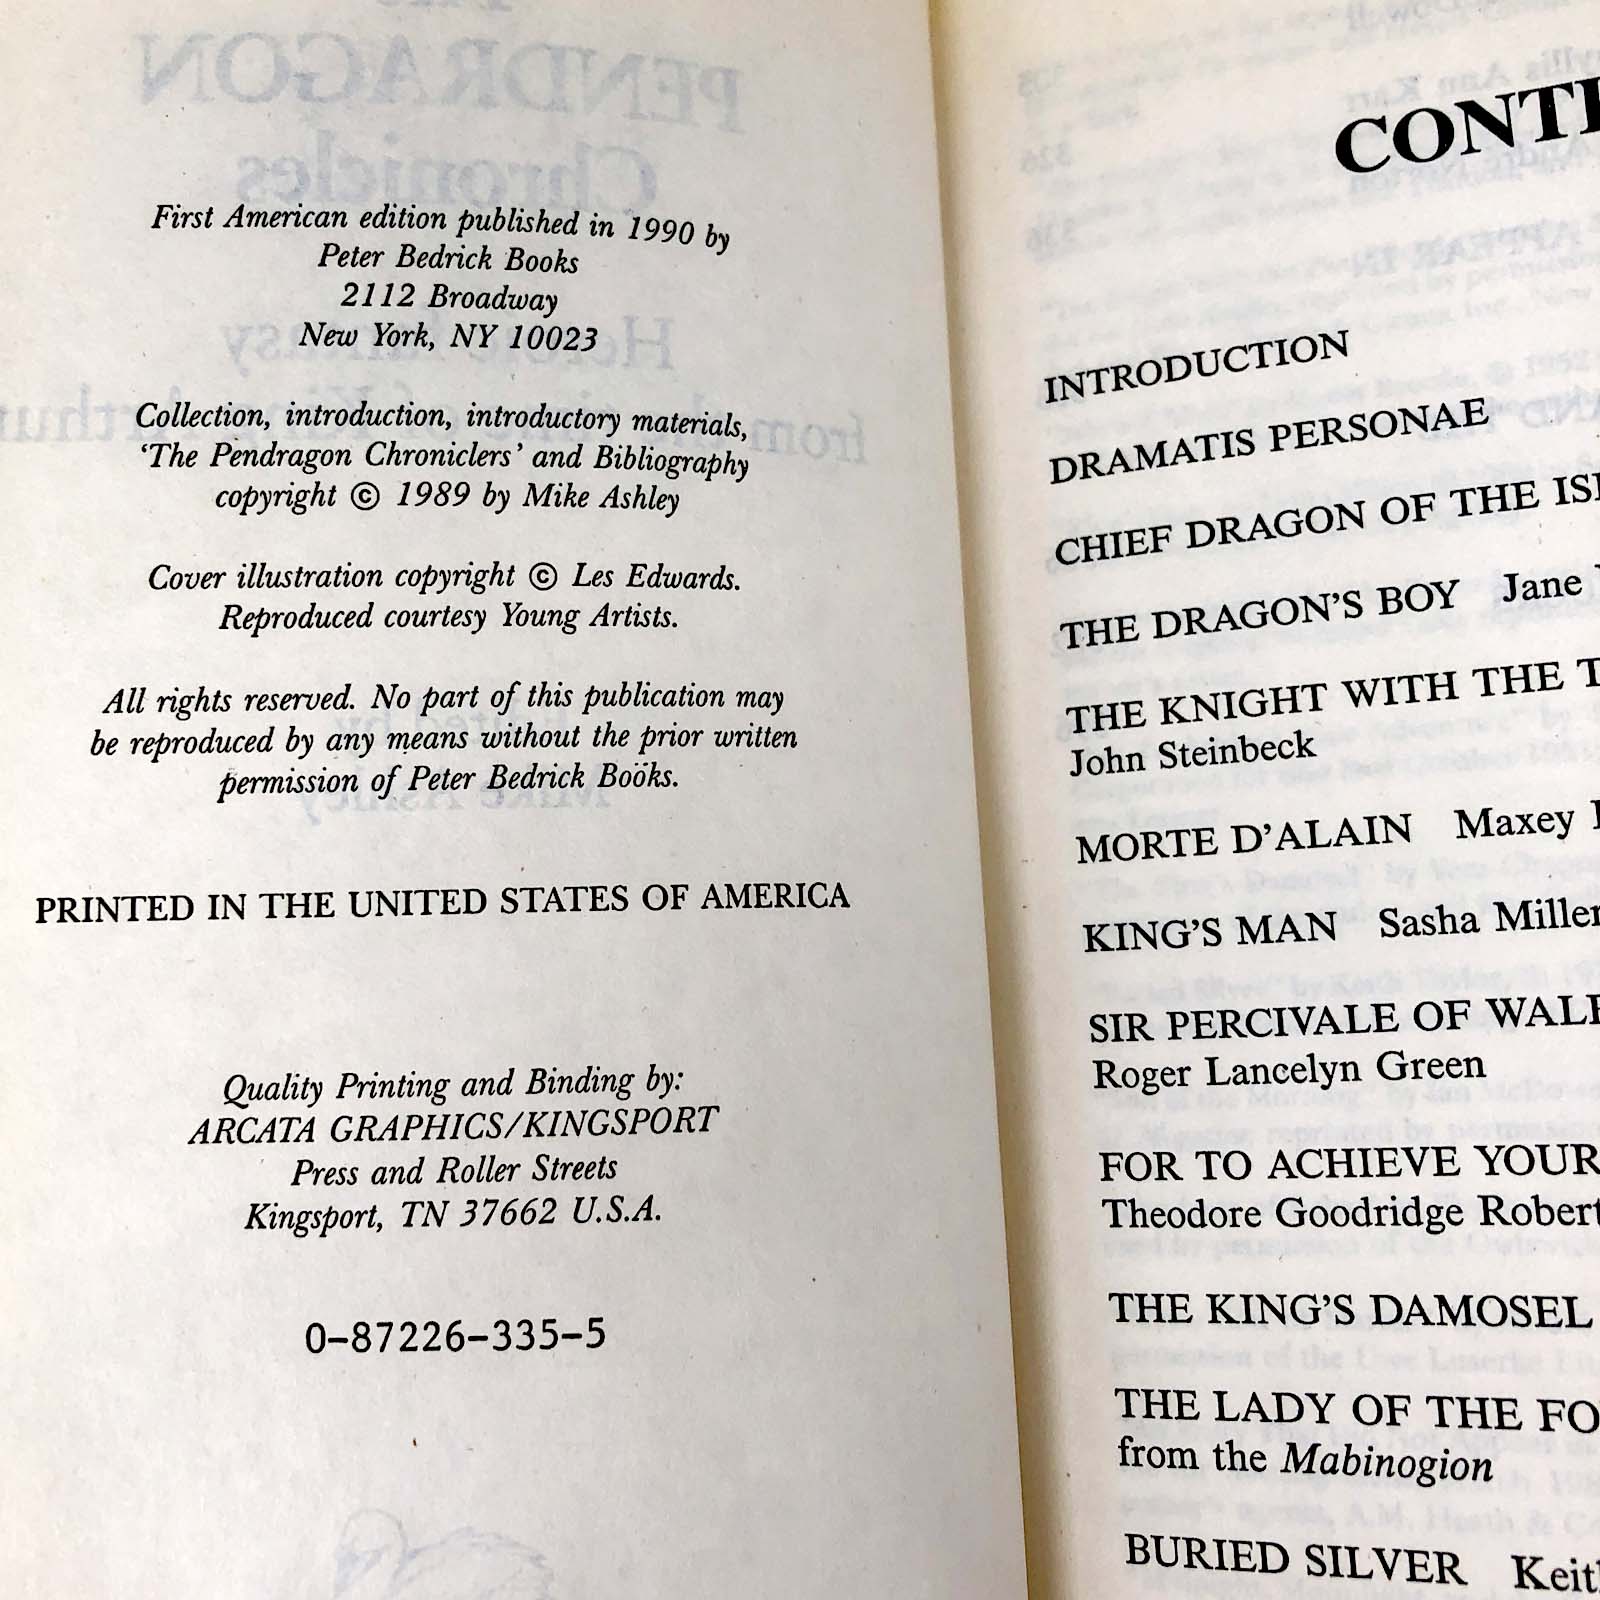 First American edition published in 1990 by
Peter Bedrick Books
2112 Broadway
New York, NY 10023
Collection, introduction, introductory materials,
‘The Pendragon Chroniclers’ and Bibliography
copyright © 1989 by Mike Ashley
Cover illustration copyright © Les Edwards.
Reproduced courtesy Young Artists.
All rights reserved. No part of this publication may
be reproduced by any means without the prior written
permission of Peter Bedrick Books.
PRINTED IN THE UNITED STATES OF AMERICA
Quality Printing and Binding by:
ARCATA GRAPHICS/KINGSPORT
Press and Roller Streets
Kingsport, TN 37662 U.S.A.
0–87226–335–5
INTRODUCTION
DRAMATIS PERSONAE
CHIEF DRAGON OF THE
THE DRAGON’S BOY Jane
THE KNIGHT WITH THE
John Steinbeck
MORTE D’ALAIN Maxey
KING’S MAN Sasha Miller
SIR PERCIVALE OF
Roger Lancelyn Green
FOR TO ACHIEVE YOUR
Theodore Goodridge
THE KING’S DAMOSEL
THE LADY OF THE
from the Mabinogion
BURIED SILVER